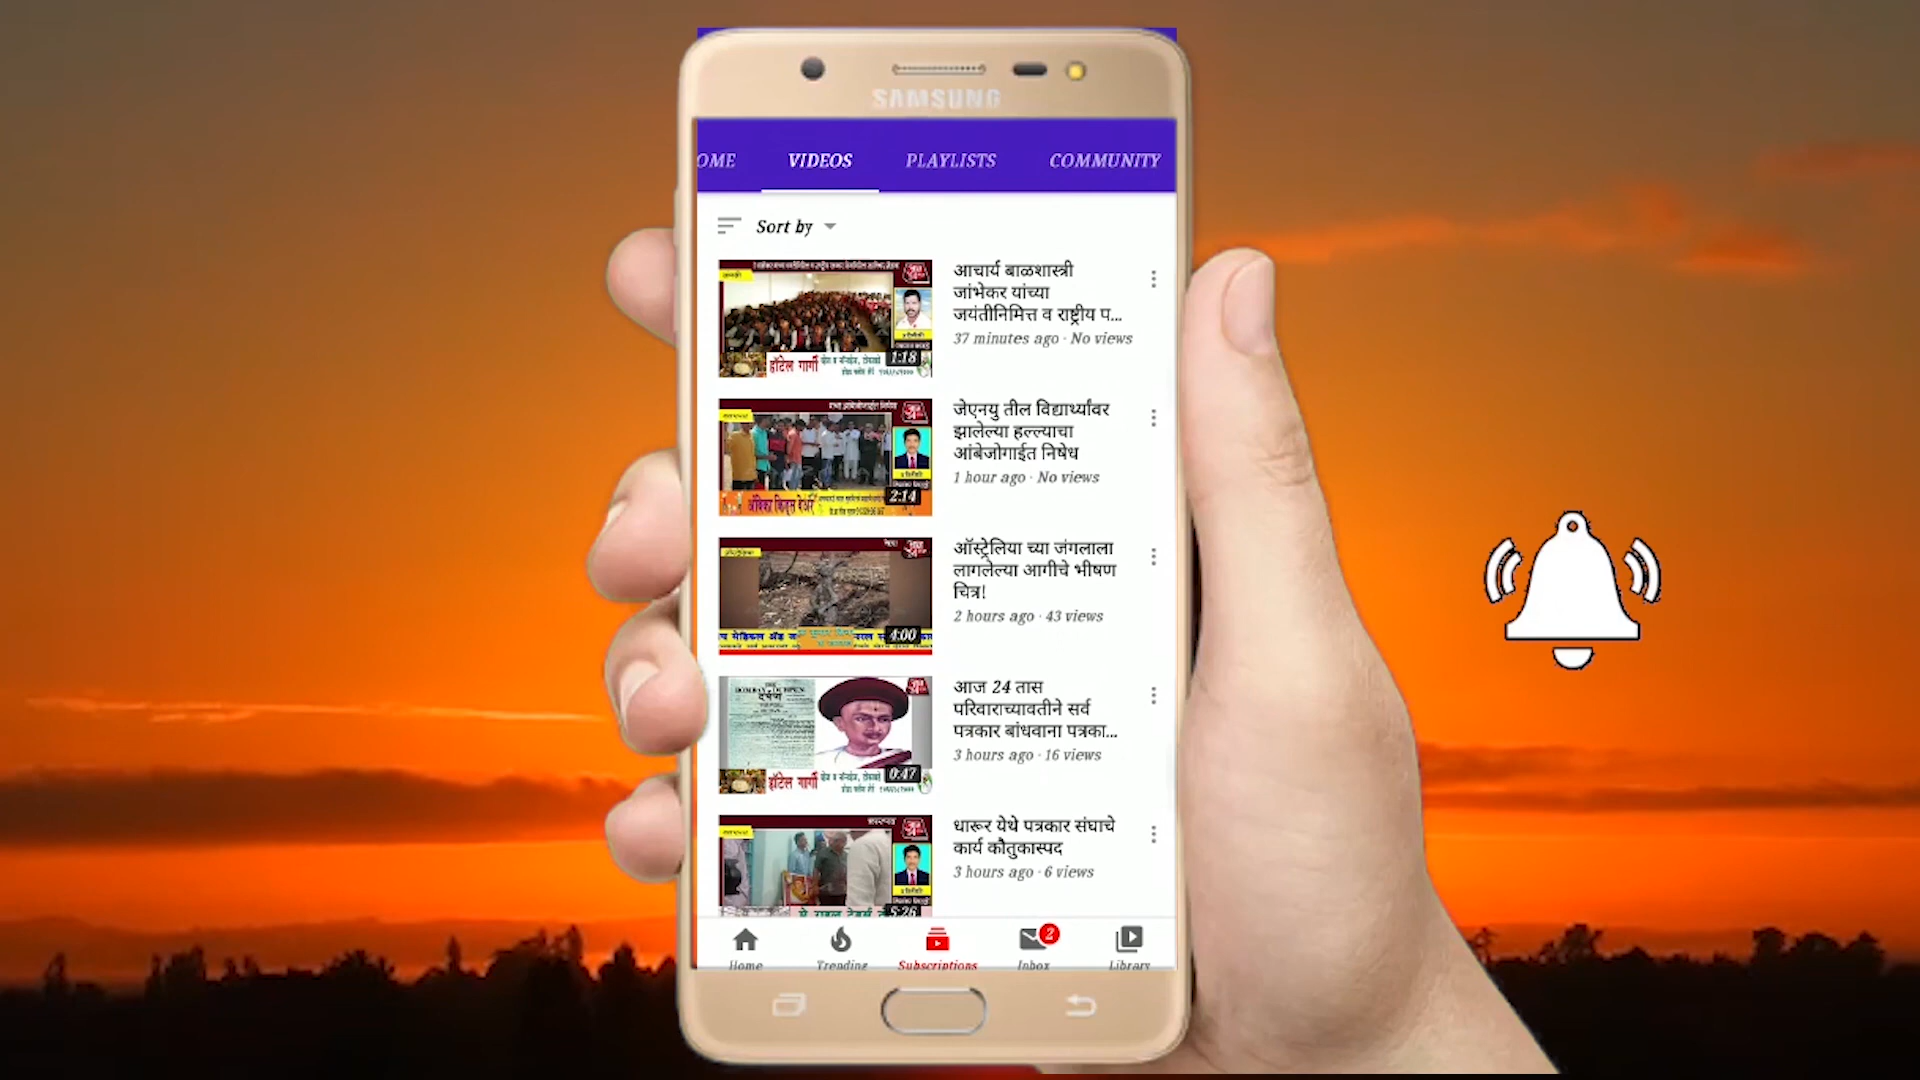 SAMSUNG
OME VIDEOS PLAYLISTS COMMUNITY
Sort by
आचार्य बाळशास्त्री
जांभेकर यांच्या
जयंतीनिमित्त व राष्ट्रीय प...
37 minutes ago · No views
हॉटेल गार्गी
1:18
जेएनयु तील विद्यार्थ्यांवर
झालेल्या हल्ल्याचा
आंबेजोगाईत निषेध
1 hour ago · No views
2:14
ऑस्ट्रेलिया च्या जंगलाला
लागलेल्या आगीचे भीषण
चित्र!
2 hours ago · 43 views
4:00
आज 24 तास
परिवाराच्यावतीने सर्व
पत्रकार बांधवाना पत्रका...
3 hours ago · 16 views
हॉटेल गार्गी
0:47
धारूर येथे पत्रकार संघाचे
कार्य कौतुकास्पद
3 hours ago · 6 views
5:26
2
Home Trending Subscriptions Inbox Library